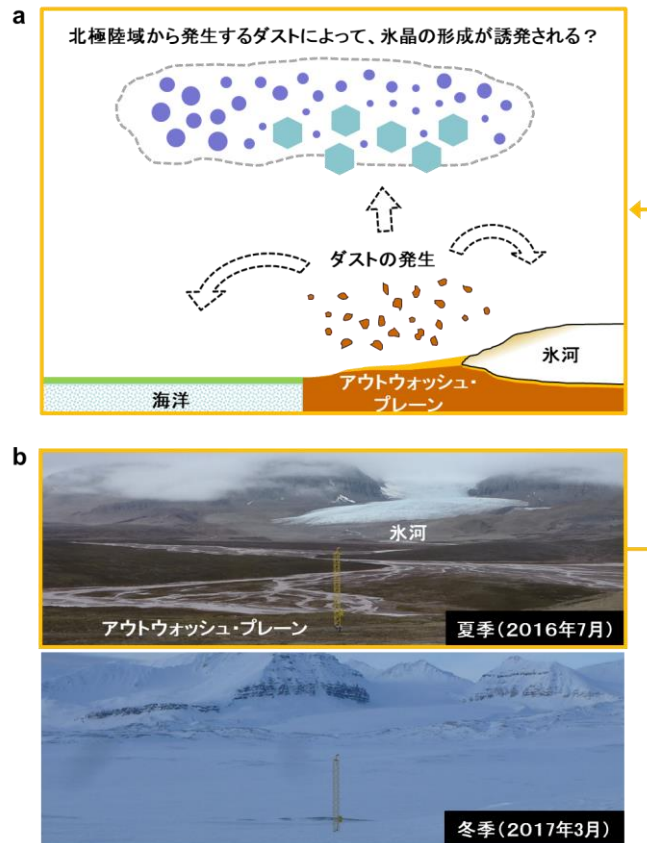 a
北極陸域から発生するダストによって、氷晶の形成が誘発される？
ダストの発生
氷河
アウトウォッシュ・
プレーン
海洋
b
氷河
アウトウォッシュ・プレーン
夏季（2016年7月）
冬季（2017年3月）